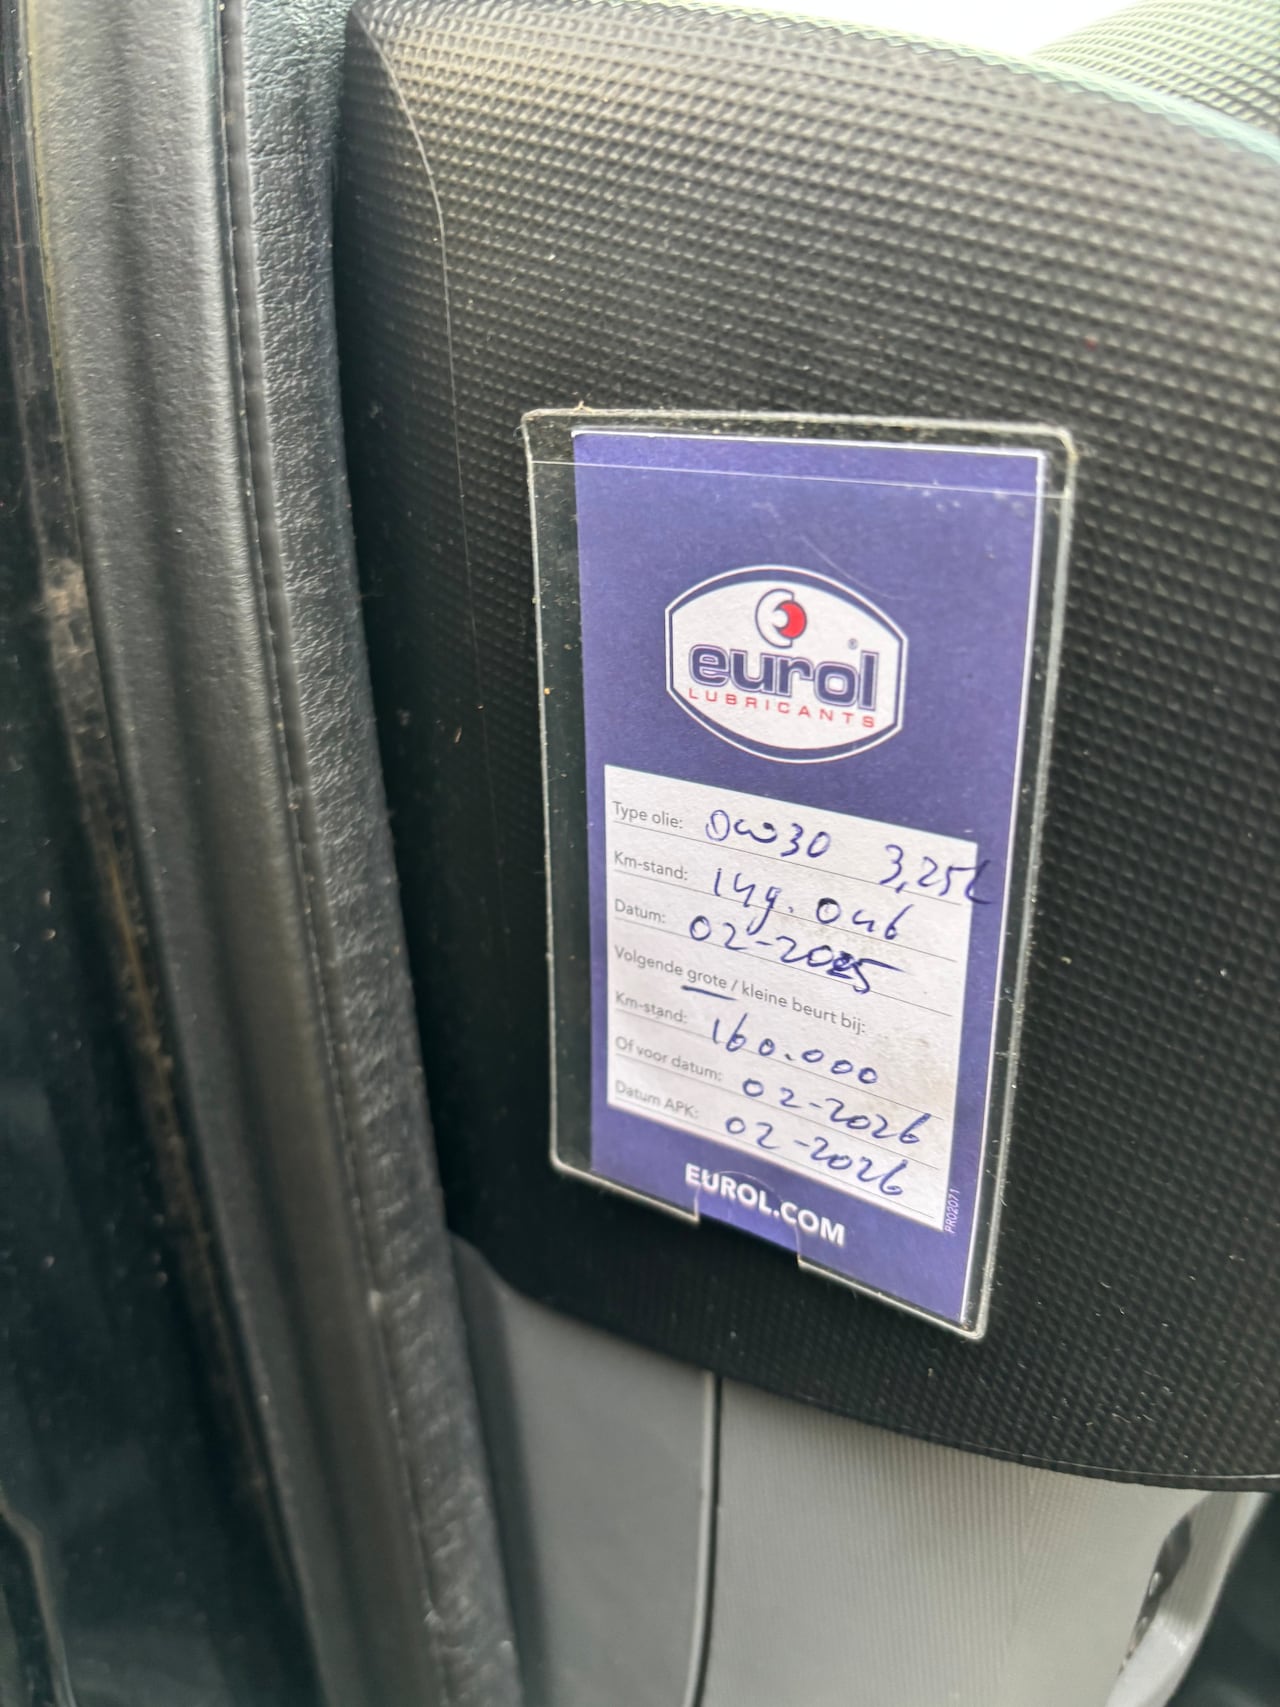 eurol®
LUBRICANTS
Type olie: 0W30 3,25L
Km-stand: 149.046
Datum: 02-2025
Volgende grote / kleine beurt bij:
Km-stand: 160.000
Of voor datum: 02-2026
Datum APK: 02-2026
EUROL.COM
PR02071